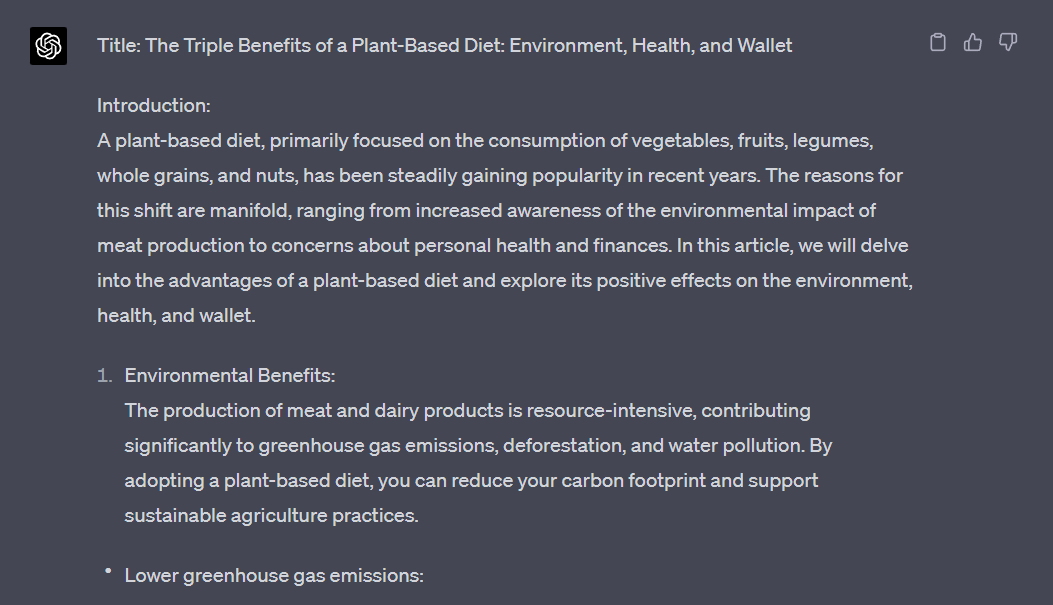 Title: The Triple Benefits of a Plant-Based Diet: Environment, Health, and Wallet
Introduction:
A plant-based diet, primarily focused on the consumption of vegetables, fruits, legumes,
whole grains, and nuts, has been steadily gaining popularity in recent years. The reasons for
this shift are manifold, ranging from increased awareness of the environmental impact of
meat production to concerns about personal health and finances. In this article, we will delve
into the advantages of a plant-based diet and explore its positive effects on the environment,
health, and wallet.
1. Environmental Benefits:
The production of meat and dairy products is resource-intensive, contributing
significantly to greenhouse gas emissions, deforestation, and water pollution. By
adopting a plant-based diet, you can reduce your carbon footprint and support
sustainable agriculture practices.
• Lower greenhouse gas emissions: